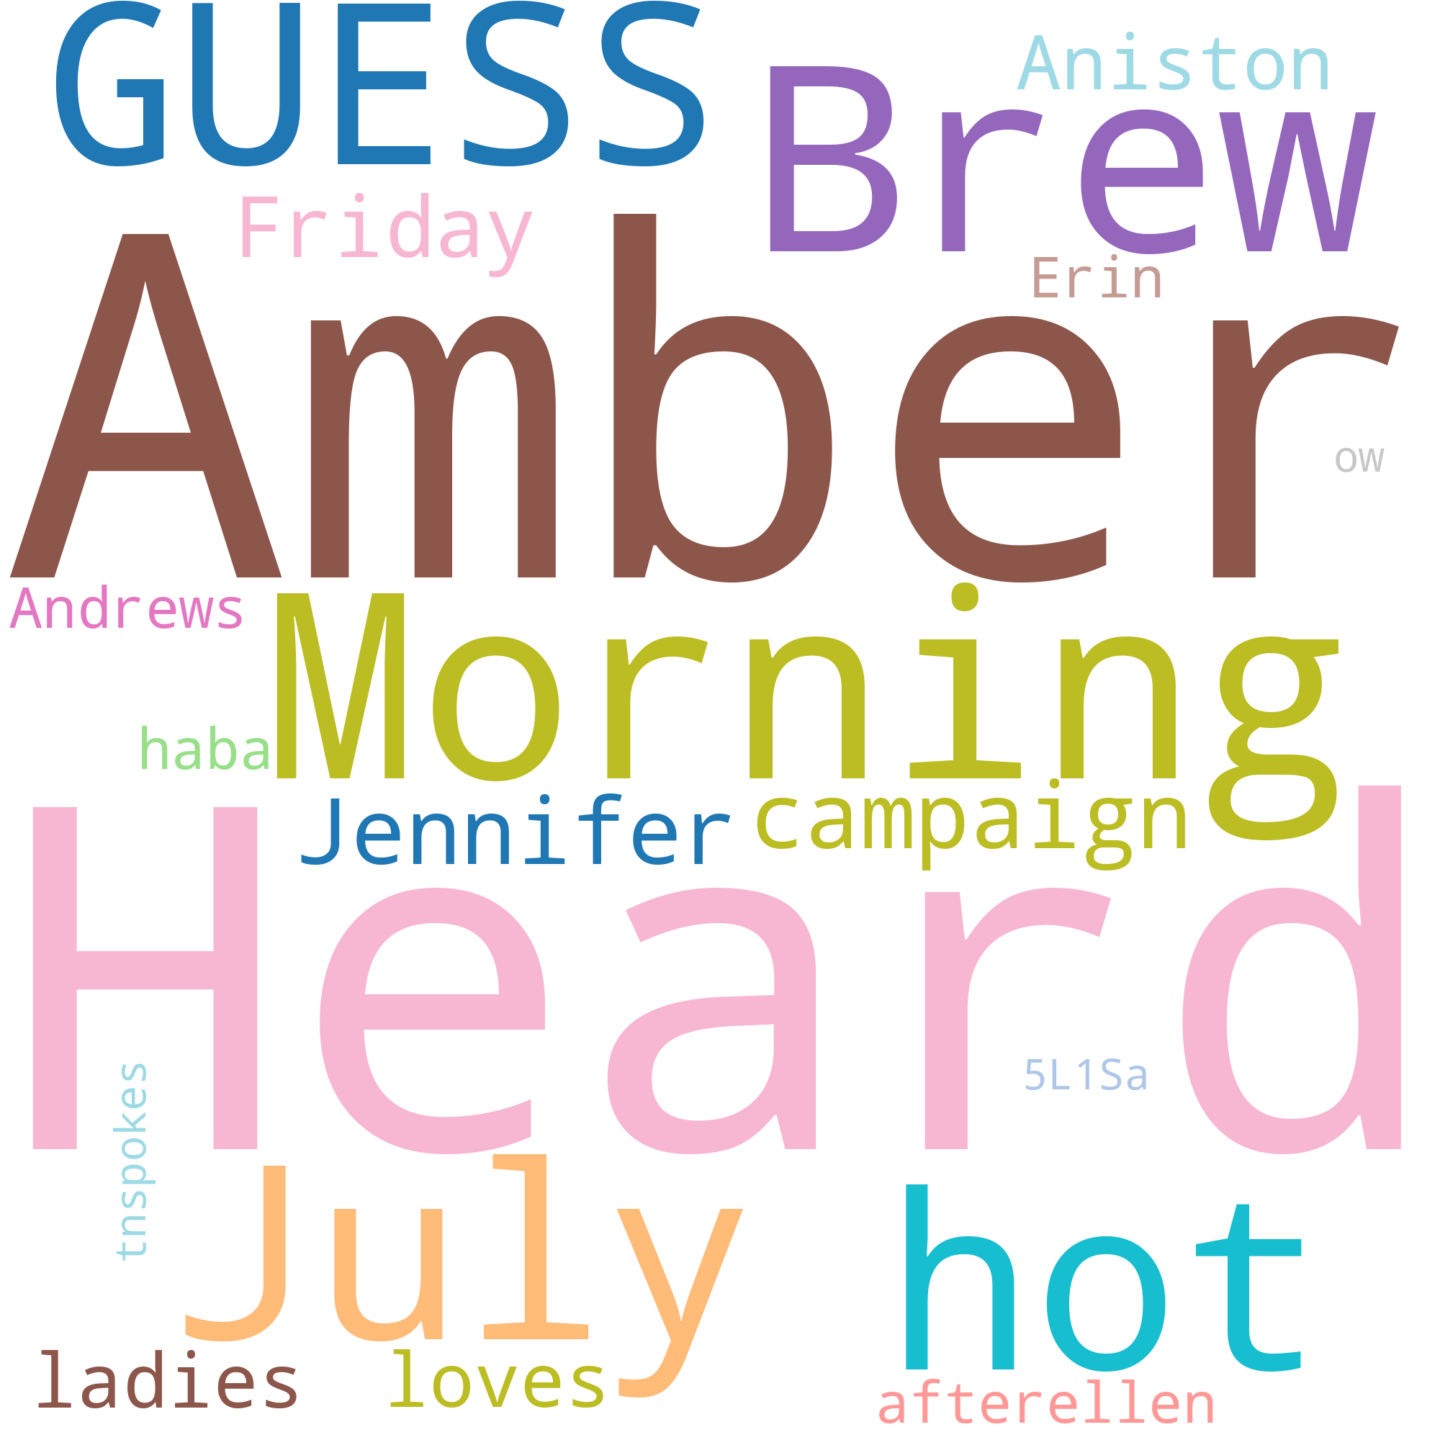 GUESS
Aniston
Brew
Friday
Erin
Amber
ow
Andrews
Morning
haba
Jennifer
campaign
Heard
5L1Sa
tnspokes
July
hot
ladies
loves
afterellen